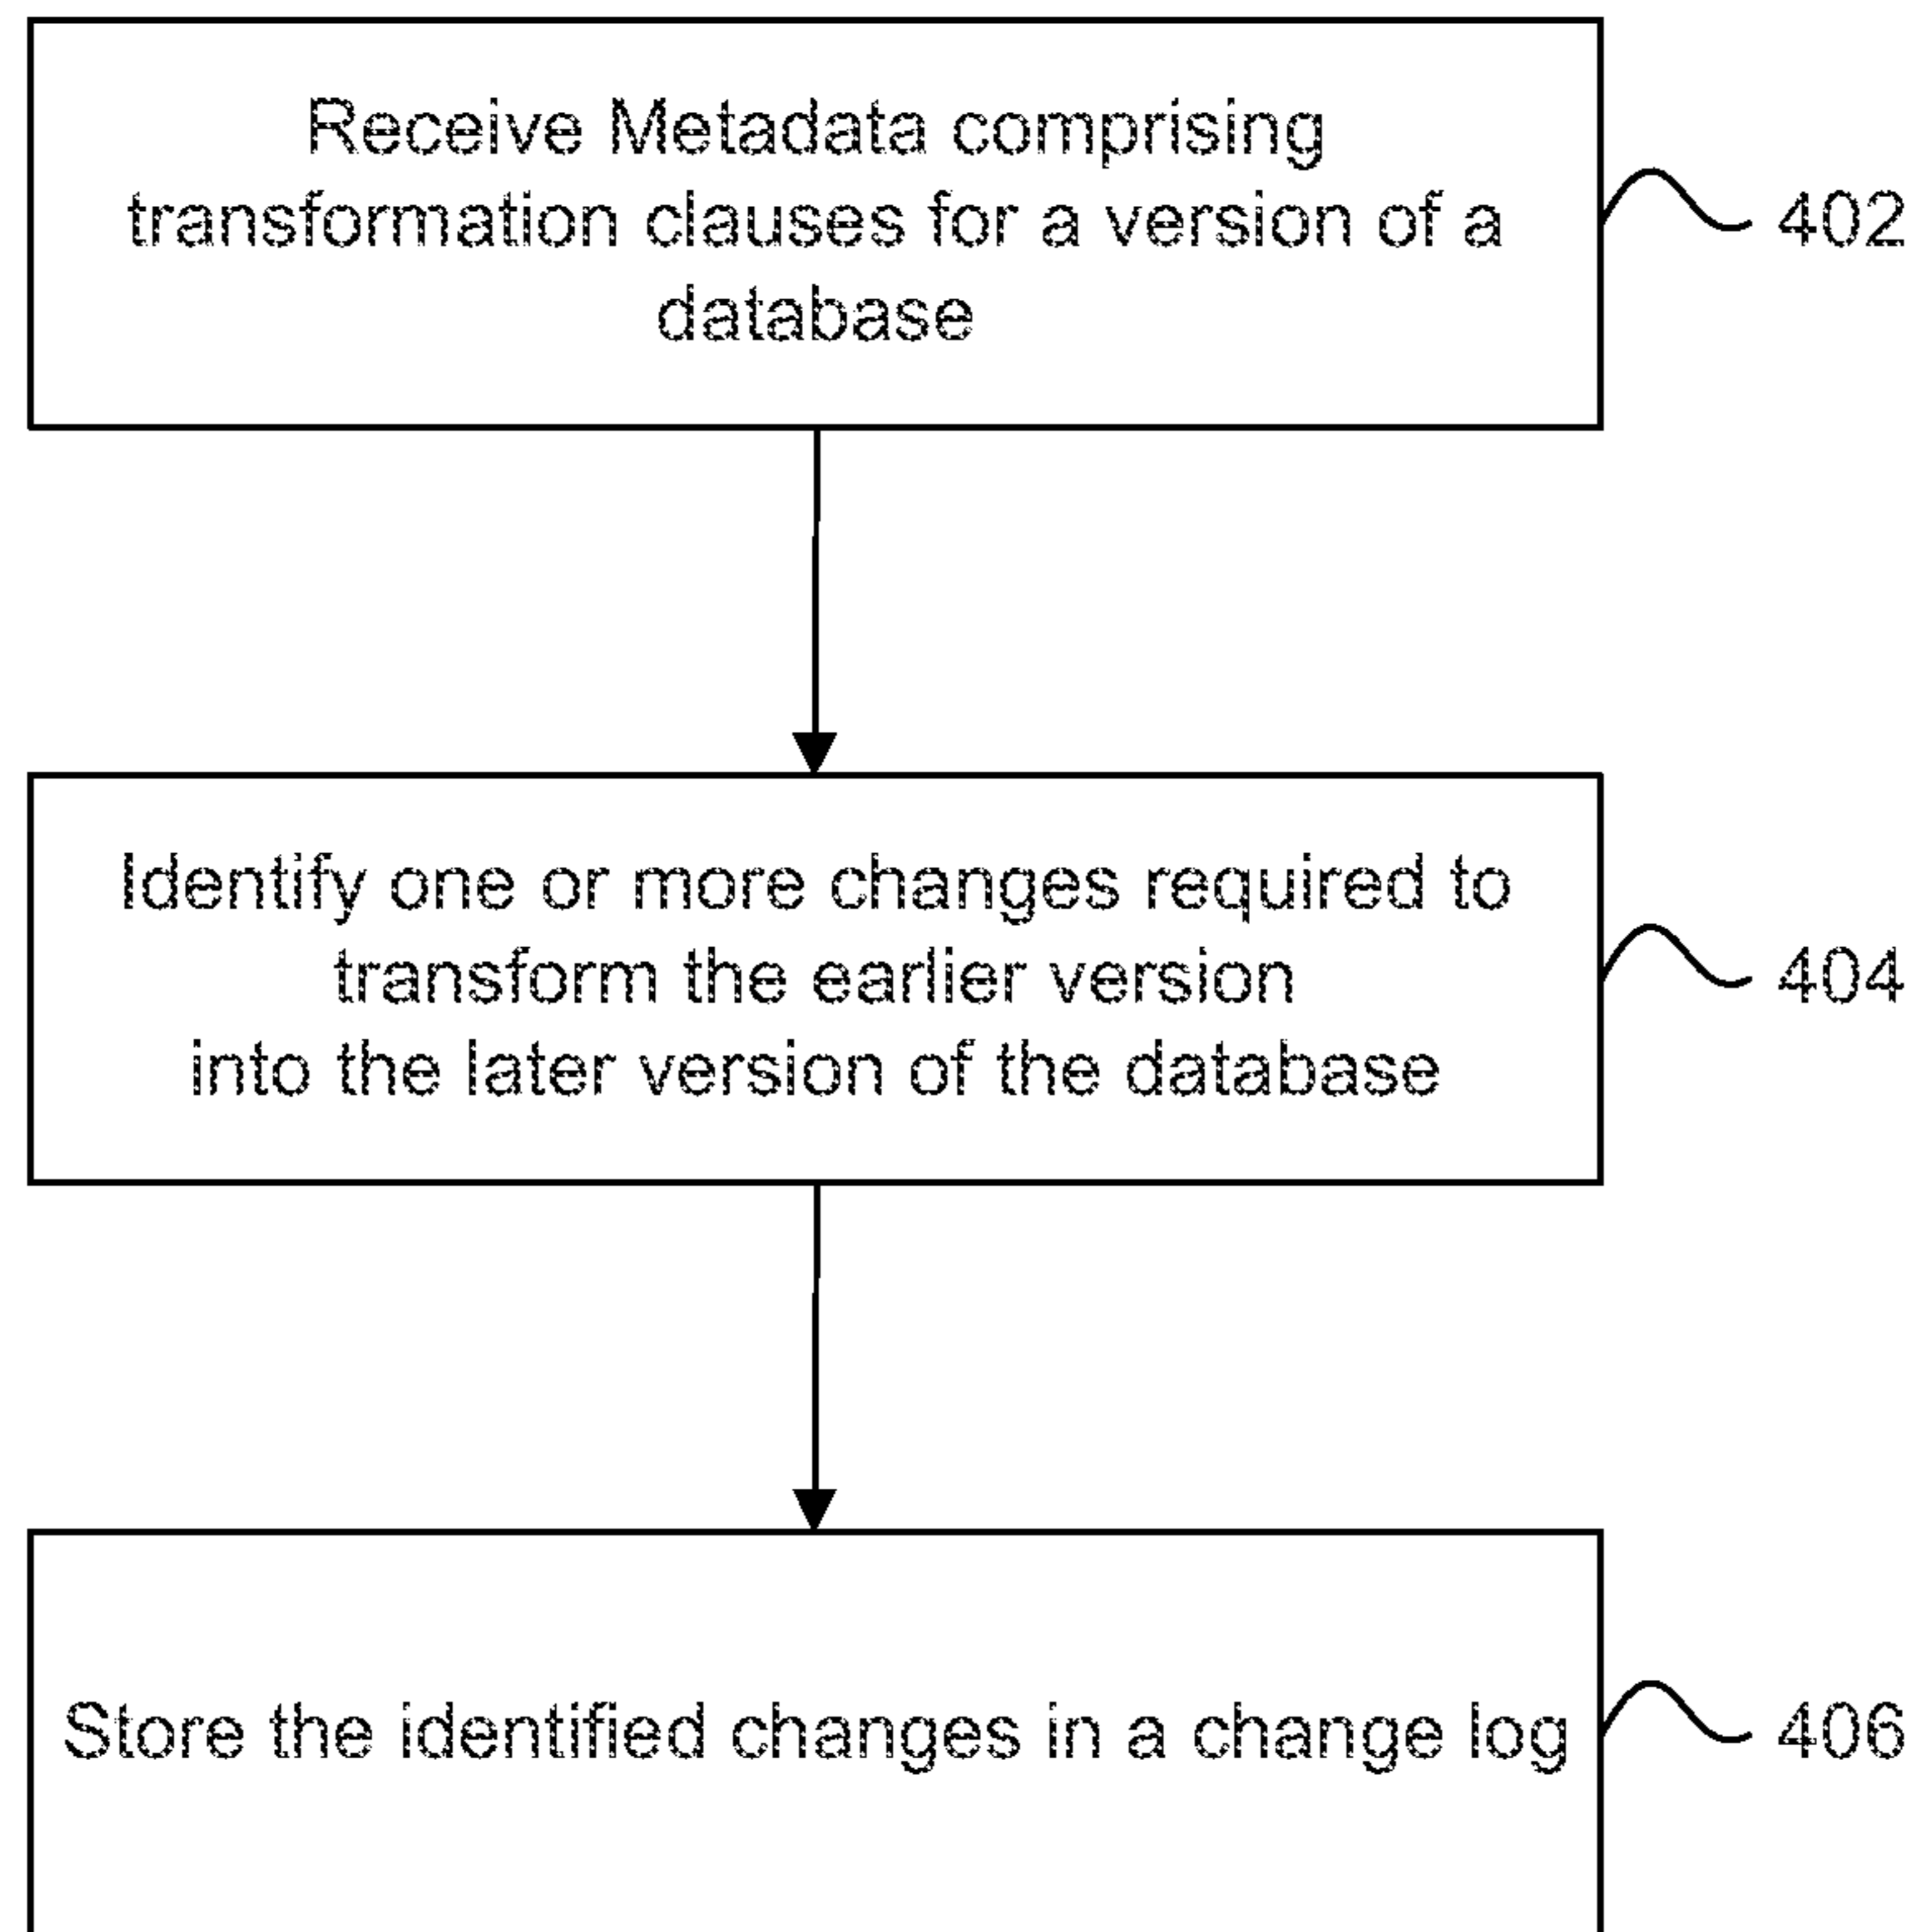 Receive Metadata comprising
transformation clauses for a version of a
database
402
Identify one or more changes required to
transform the earlier version
into the later version of the database
404
Store the identified changes in a change log
406